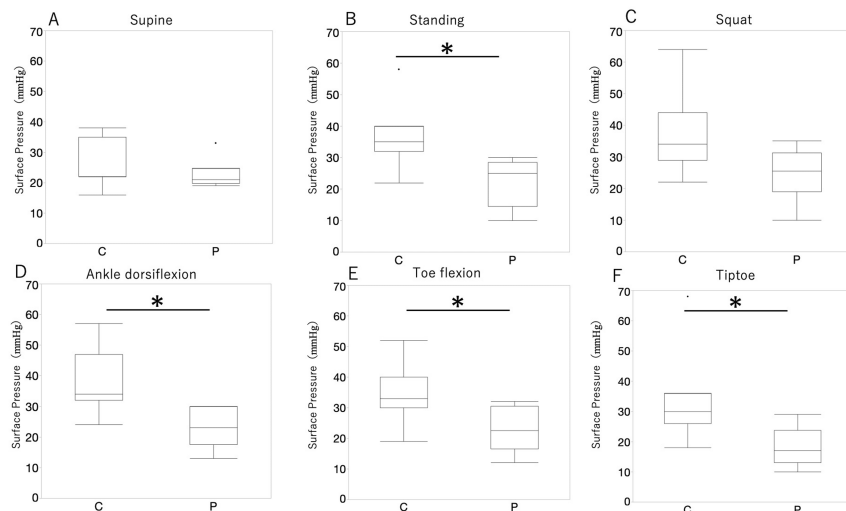 A Supine
70
60
50
40
30
20
10
0
Surface Pressure (mmHg)
C P
B Standing
*
70
60
50
40
30
20
10
0
Surface Pressure (mmHg)
C P
C Squat
70
60
50
40
30
20
10
0
Surface Pressure (mmHg)
C P
D Ankle dorsiflexion
*
70
60
50
40
30
20
10
0
Surface Pressure (mmHg)
C P
E Toe flexion
*
70
60
50
40
30
20
10
0
Surface Pressure (mmHg)
C P
F Tiptoe
*
70
60
50
40
30
20
10
0
Surface Pressure (mmHg)
C P